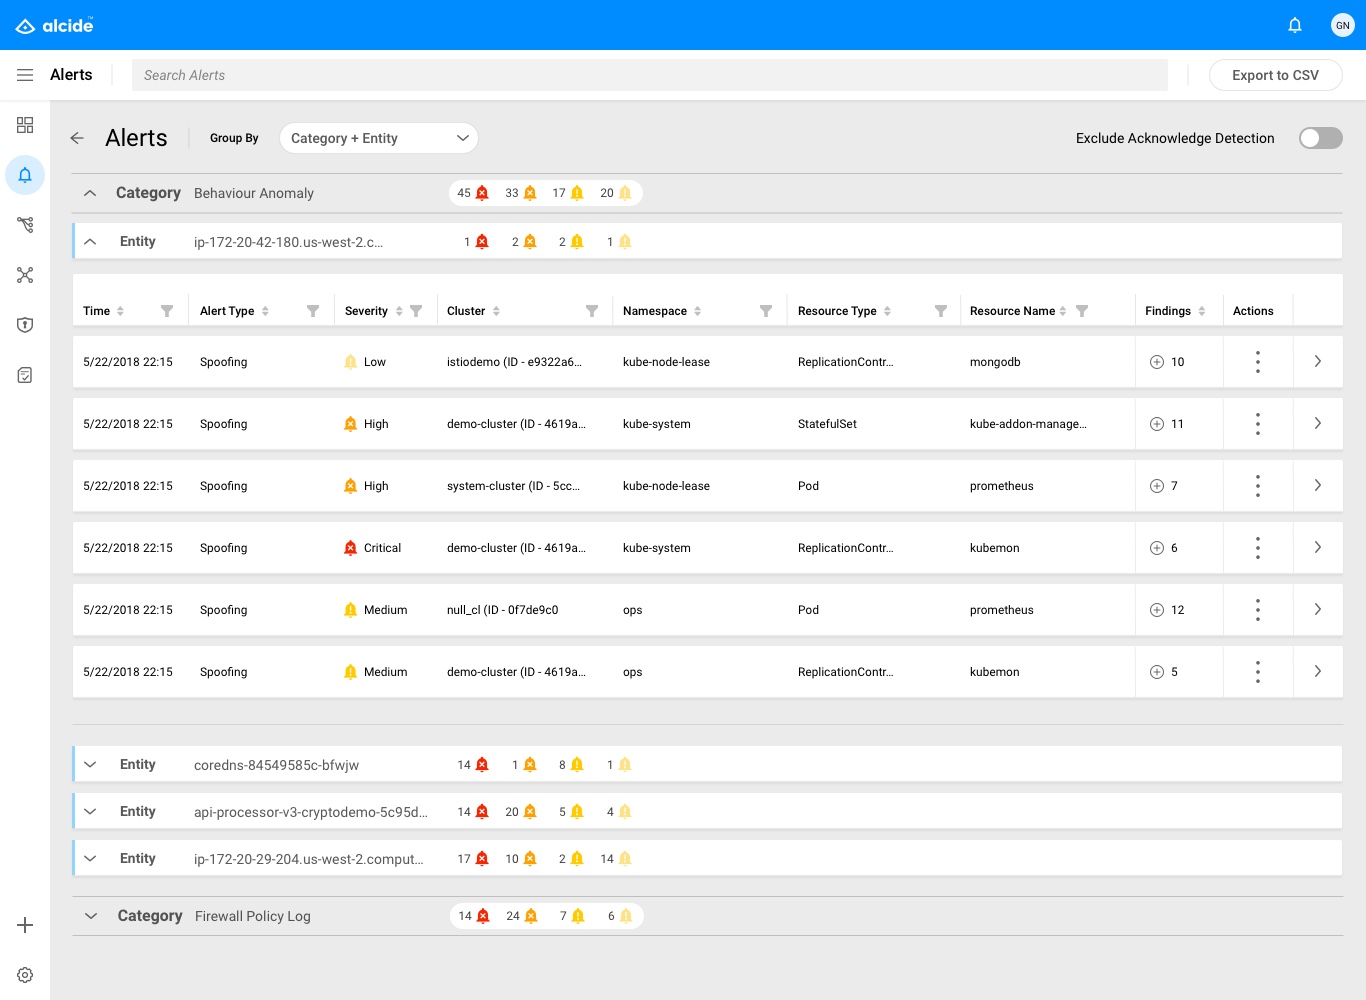 alcide™
GN
Alerts
Search Alerts
Export to CSV
Alerts
Group By
Category + Entity
Exclude Acknowledge Detection
Category Behaviour Anomaly 45 33 17 20
Entity ip-172-20-42-180.us-west-2.c... 1 2 2 1
Time Alert Type Severity Cluster Namespace Resource Type Resource Name Findings Actions
5/22/2018 22:15 Spoofing Low istiodemo (ID - e9322a6... kube-node-lease ReplicationContr... mongodb 10
5/22/2018 22:15 Spoofing High demo-cluster (ID - 4619a... kube-system StatefulSet kube-addon-manage... 11
5/22/2018 22:15 Spoofing High system-cluster (ID - 5cc... kube-node-lease Pod prometheus 7
5/22/2018 22:15 Spoofing Critical demo-cluster (ID - 4619a... kube-system ReplicationContr... kubemon 6
5/22/2018 22:15 Spoofing Medium null_cl (ID - 0f7de9c0 ops Pod prometheus 12
5/22/2018 22:15 Spoofing Medium demo-cluster (ID - 4619a... ops ReplicationContr... kubemon 5
Entity coredns-84549585c-bfwjw 14 1 8 1
Entity api-processor-v3-cryptodemo-5c95d... 14 20 5 4
Entity ip-172-20-29-204.us-west-2.comput... 17 10 2 14
Category Firewall Policy Log 14 24 7 6